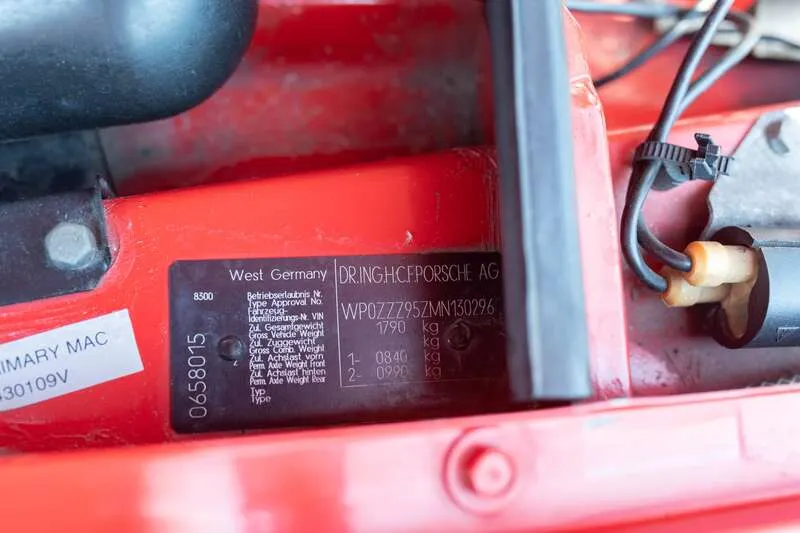 West Germany
DR.ING.H.C.F.PORSCHE AG
8300
Betriebserlaubnis Nr.
Type Approval No.
Fahrzeug-
Identifizierungs-Nr. VIN
WP0ZZZ95ZMN130296
Zul. Gesamtgewicht
Gross Vehicle Weight
1790 kg
Zul. Zuggewicht
Gross Comb. Weight
kg
Zul. Achslast vorn
Perm. Axle Weight Front
1- 0840 kg
Zul. Achslast hinten
Perm. Axle Weight Rear
2- 0990 kg
Typ
Type
0658015
IMARY MAC
430109V